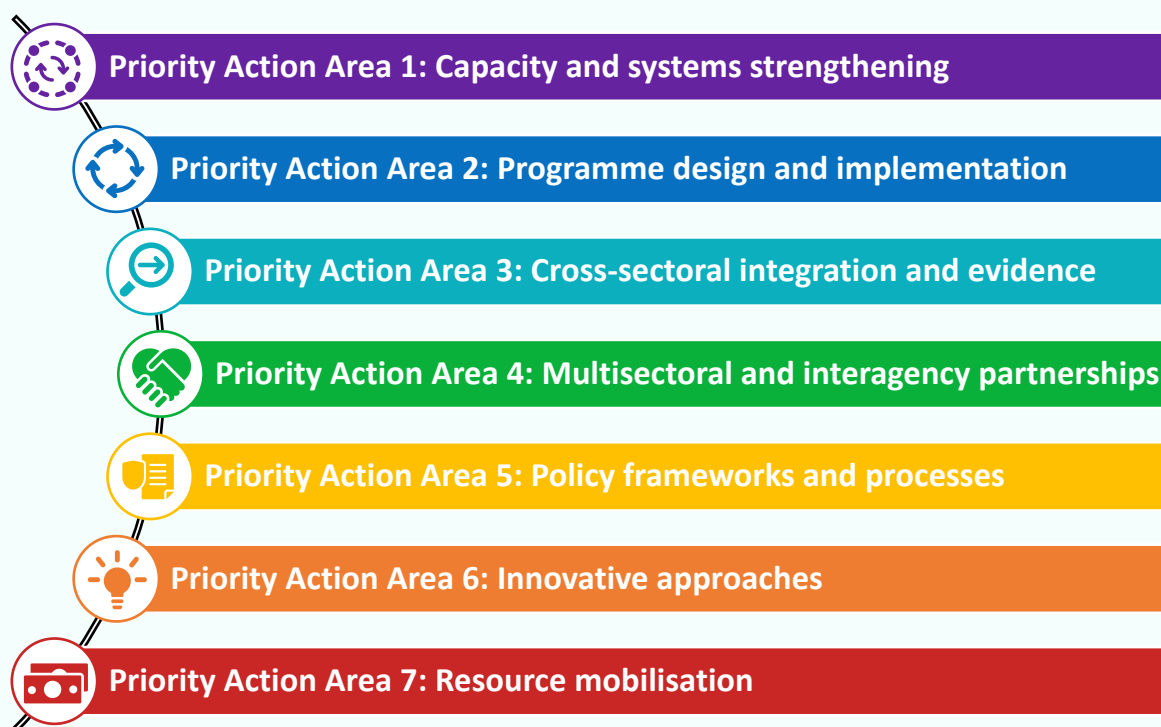 Priority Action Area 1: Capacity and systems strengthening
Priority Action Area 2: Programme design and implementation
Priority Action Area 3: Cross-sectoral integration and evidence
Priority Action Area 4: Multisectoral and interagency partnerships
Priority Action Area 5: Policy frameworks and processes
Priority Action Area 6: Innovative approaches
Priority Action Area 7: Resource mobilisation